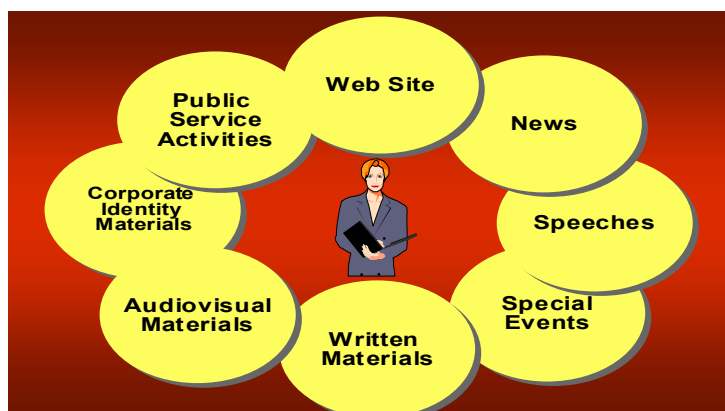 Web Site
News
Speeches
Special
Events
Written
Materials
Audiovisual
Materials
Corporate
Identity
Materials
Public
Service
Activities